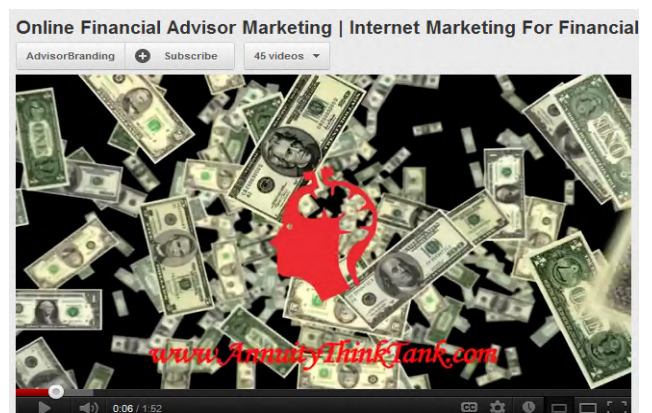 Online Financial Advisor Marketing | Internet Marketing For Financial
AdvisorBranding Subscribe 45 videos
www.AnnuityThinkTank.com
0:06 / 1:52
CC